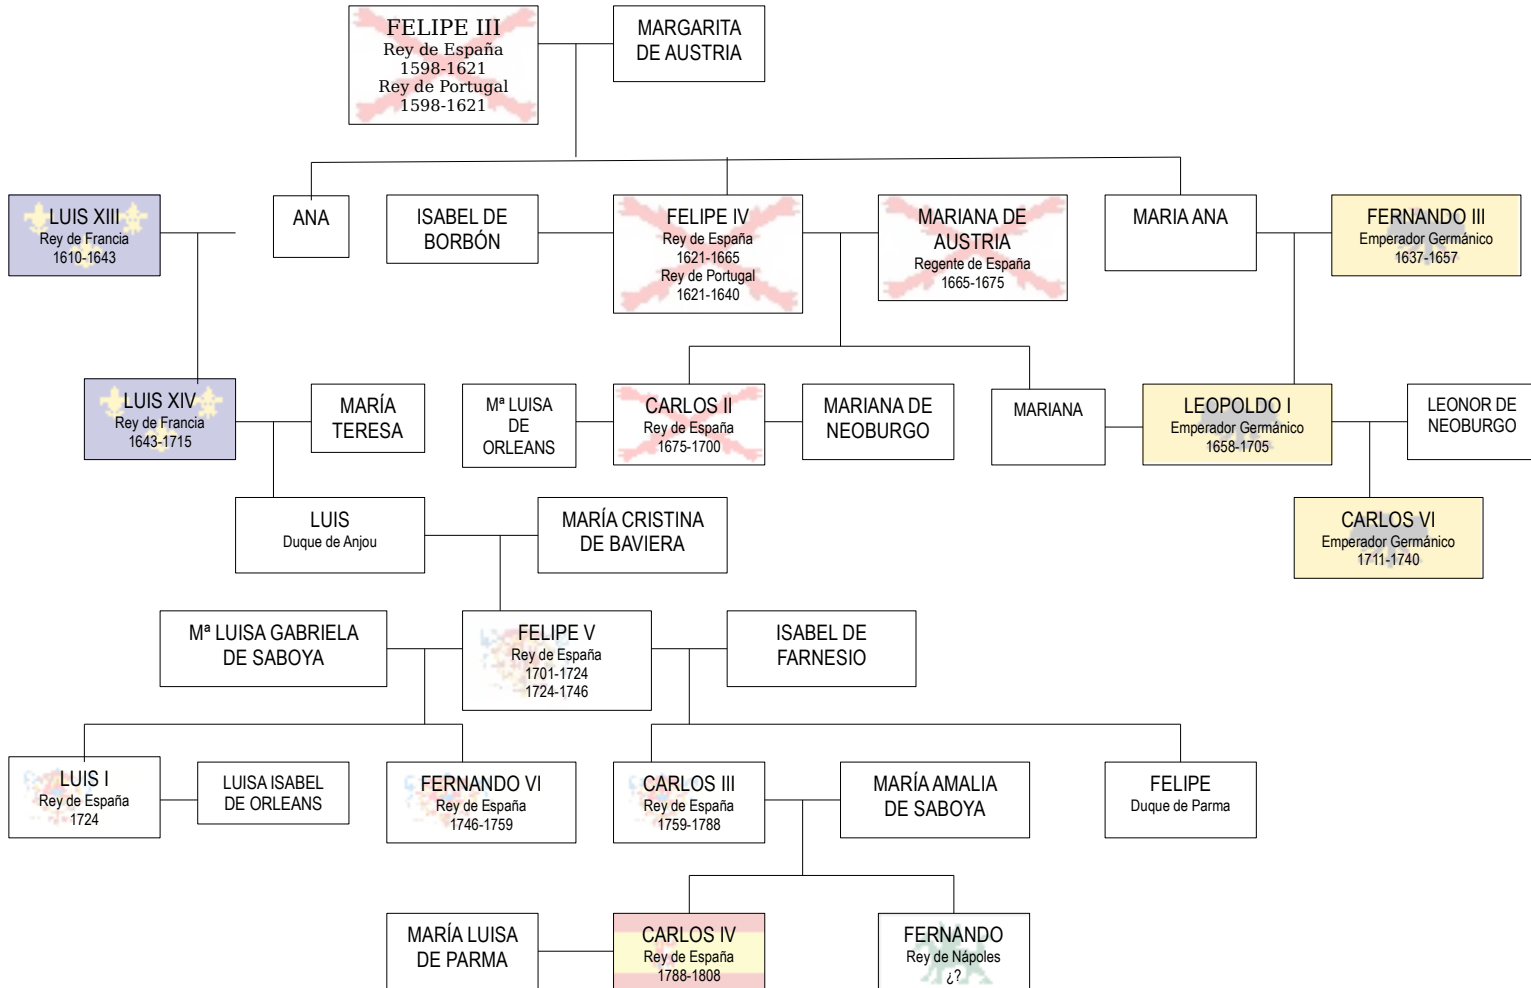 FELIPE III
Rey de España
1598-1621
Rey de Portugal
1598-1621
MARGARITA
DE AUSTRIA
LUIS XIII
Rey de Francia
1610-1643
ANA
ISABEL DE
BORBÓN
FELIPE IV
Rey de España
1621-1665
Rey de Portugal
1621-1640
MARIANA DE
AUSTRIA
Regente de España
1665-1675
MARIA ANA
FERNANDO III
Emperador Germánico
1637-1657
LUIS XIV
Rey de Francia
1643-1715
MARÍA
TERESA
Mª LUISA
DE
ORLEANS
CARLOS II
Rey de España
1675-1700
MARIANA DE
NEOBURGO
MARIANA
LEOPOLDO I
Emperador Germánico
1658-1705
LEONOR DE
NEOBURGO
LUIS
Duque de Anjou
MARÍA CRISTINA
DE BAVIERA
CARLOS VI
Emperador Germánico
1711-1740
Mª LUISA GABRIELA
DE SABOYA
FELIPE V
Rey de España
1701-1724
1724-1746
ISABEL DE
FARNESIO
LUIS I
Rey de España
1724
LUISA ISABEL
DE ORLEANS
FERNANDO VI
Rey de España
1746-1759
CARLOS III
Rey de España
1759-1788
MARÍA AMALIA
DE SABOYA
FELIPE
Duque de Parma
MARÍA LUISA
DE PARMA
CARLOS IV
Rey de España
1788-1808
FERNANDO
Rey de Nápoles
¿?